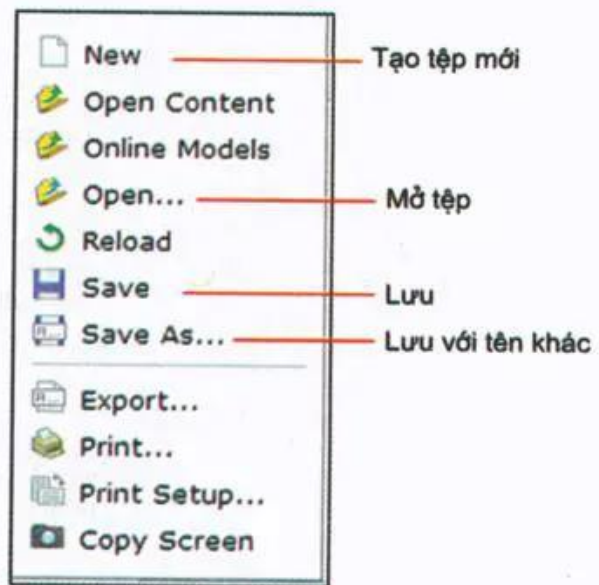 New Tạo tệp mới
Open Content
Online Models
Open... Mở tệp
Reload
Save Lưu
Save As... Lưu với tên khác
Export...
Print...
Print Setup...
Copy Screen